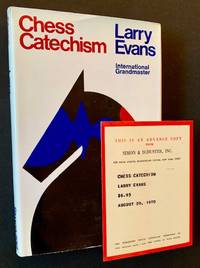 Chess Larry
Catechism Evans
International
Grandmaster
THIS IS AN ADVANCE COPY
FROM
SIMON & SCHUSTER, INC.
CHESS CATECHISM
LARRY EVANS
$6.95
AUGUST 20, 1970